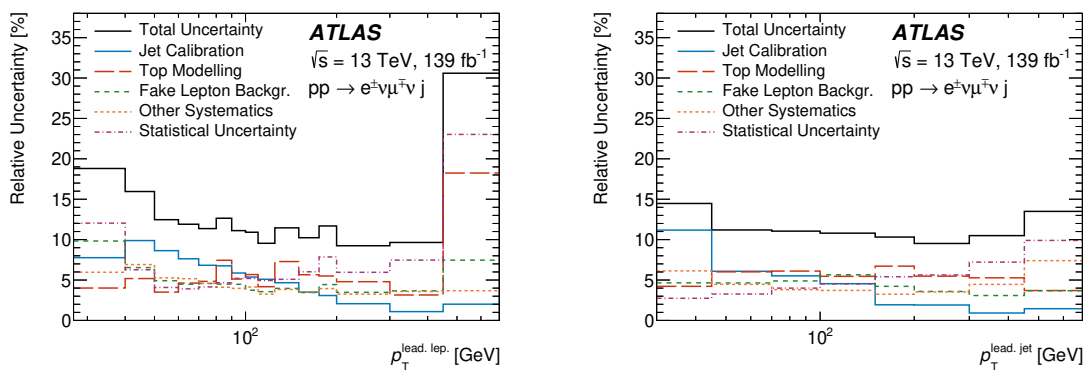 Relative Uncertainty [%]
40
35
30
25
20
15
10
5
0
Total Uncertainty
Jet Calibration
Top Modelling
Fake Lepton Backgr.
Other Systematics
Statistical Uncertainty
ATLAS
√s = 13 TeV, 139 fb⁻¹
pp → e±νμ∓ν j
10²
p_T^lead. lep. [GeV]
Relative Uncertainty [%]
35
30
25
20
15
10
5
0
Total Uncertainty
Jet Calibration
Top Modelling
Fake Lepton Backgr.
Other Systematics
Statistical Uncertainty
ATLAS
√s = 13 TeV, 139 fb⁻¹
pp → e±νμ∓ν j
10²
p_T^lead. jet [GeV]